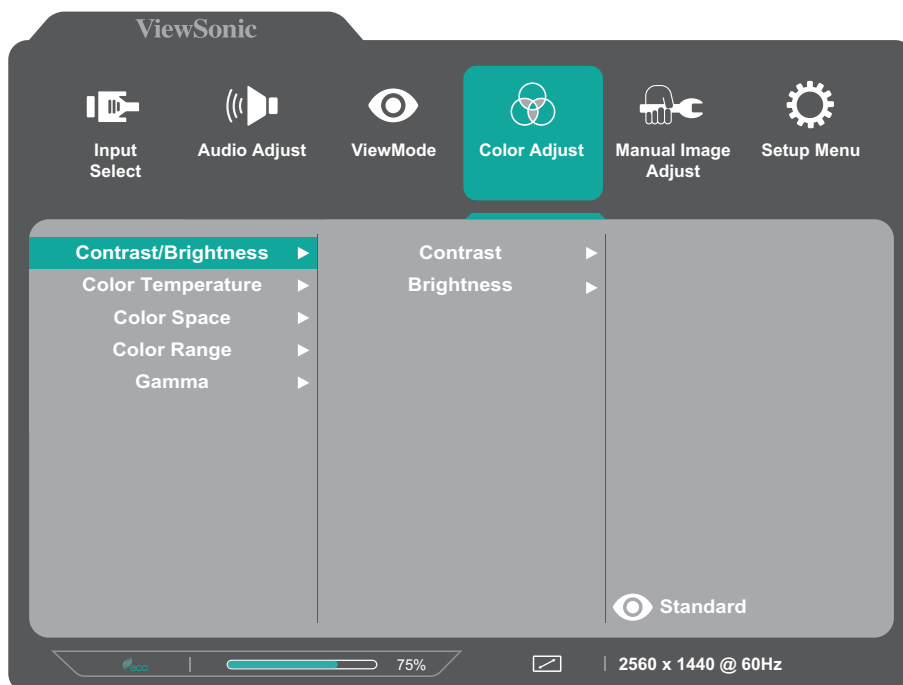 ViewSonic
Input
Select
Audio Adjust
ViewMode
Color Adjust
Manual Image
Adjust
Setup Menu
Contrast/Brightness
Color Temperature
Color Space
Color Range
Gamma
Contrast
Brightness
Standard
eco
75%
2560 x 1440 @ 60Hz